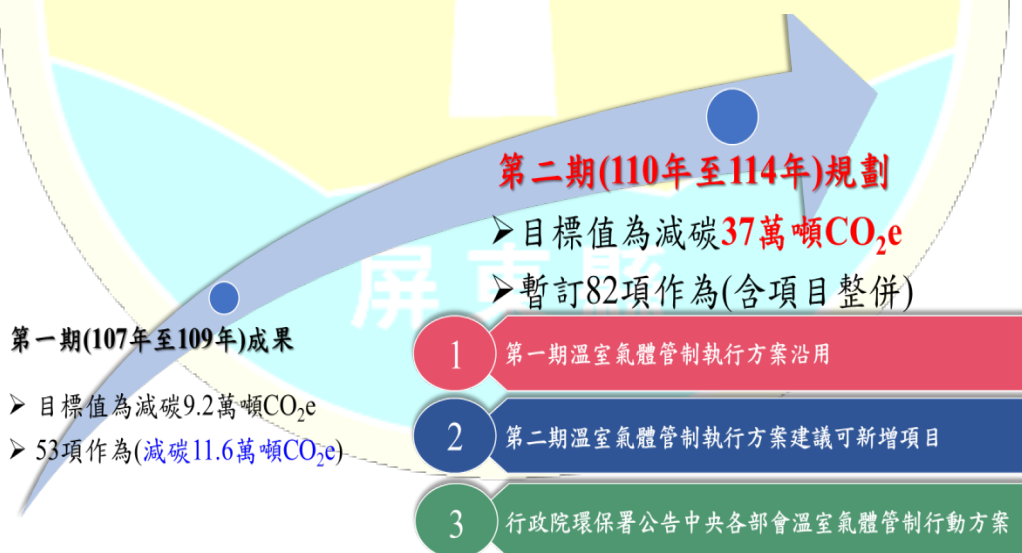 第二期(110年至114年)規劃
➢目標值為減碳37萬噸CO₂e
➢暫訂82項作為(含項目整併)
屏東縣
第一期(107年至109年)成果
➢ 目標值為減碳9.2萬噸CO₂e
➢ 53項作為(減碳11.6萬噸CO₂e)
1 第一期溫室氣體管制執行方案沿用
2 第二期溫室氣體管制執行方案建議可新增項目
3 行政院環保署公告中央各部會溫室氣體管制行動方案